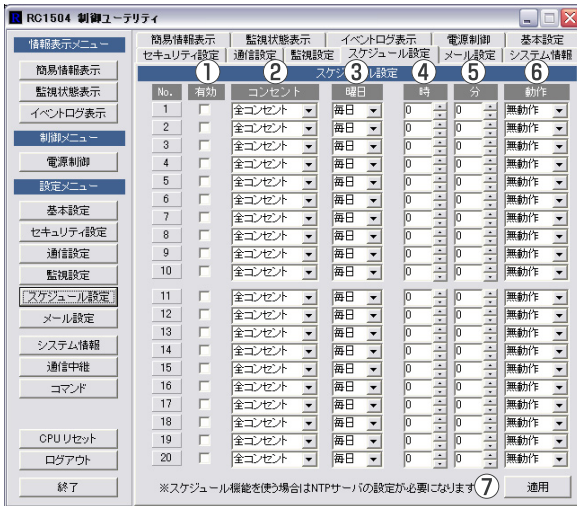 RC1504 制御ユーティリティ
情報表示メニュー
簡易情報表示
監視状態表示
イベントログ表示
制御メニュー
電源制御
設定メニュー
基本設定
セキュリティ設定
通信設定
監視設定
スケジュール設定
メール設定
システム情報
通信中継
コマンド
CPUリセット
ログアウト
終了
簡易情報表示 監視状態表示 イベントログ表示 電源制御 基本設定
セキュリティ設定 通信設定 監視設定 スケジュール設定 メール設定 システム情報
スケジュール設定
① ② ③ ④ ⑤ ⑥
No. 有効 コンセント 曜日 時 分 動作
1 全コンセント 毎日 0 0 無動作
2 全コンセント 毎日 0 0 無動作
3 全コンセント 毎日 0 0 無動作
4 全コンセント 毎日 0 0 無動作
5 全コンセント 毎日 0 0 無動作
6 全コンセント 毎日 0 0 無動作
7 全コンセント 毎日 0 0 無動作
8 全コンセント 毎日 0 0 無動作
9 全コンセント 毎日 0 0 無動作
10 全コンセント 毎日 0 0 無動作
11 全コンセント 毎日 0 0 無動作
12 全コンセント 毎日 0 0 無動作
13 全コンセント 毎日 0 0 無動作
14 全コンセント 毎日 0 0 無動作
15 全コンセント 毎日 0 0 無動作
16 全コンセント 毎日 0 0 無動作
17 全コンセント 毎日 0 0 無動作
18 全コンセント 毎日 0 0 無動作
19 全コンセント 毎日 0 0 無動作
20 全コンセント 毎日 0 0 無動作
※スケジュール機能を使う場合はNTPサーバの設定が必要になります ⑦ 適用